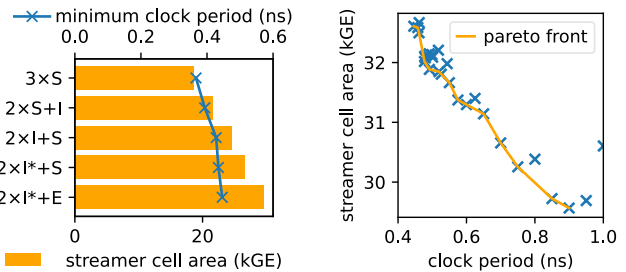 minimum clock period (ns)
0.0 0.2 0.4 0.6
3×S
2×S+I
2×I+S
2×I*+S
2×I*+E
0 20
streamer cell area (kGE)
pareto front
streamer cell area (kGE)
32
31
30
0.4 0.6 0.8 1.0
clock period (ns)